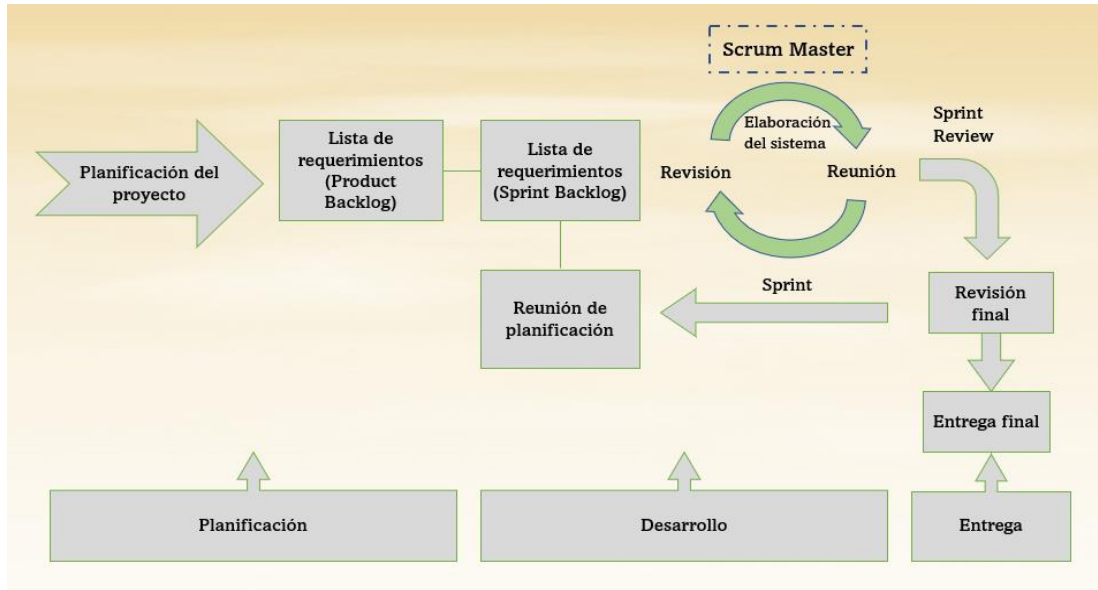 Scrum Master
Planificación del
proyecto
Lista de
requerimientos
(Product
Backlog)
Lista de
requerimientos
(Sprint Backlog)
Elaboración
del sistema
Revisión
Reunión
Sprint
Review
Reunión de
planificación
Sprint
Revisión
final
Entrega final
Planificación
Desarrollo
Entrega